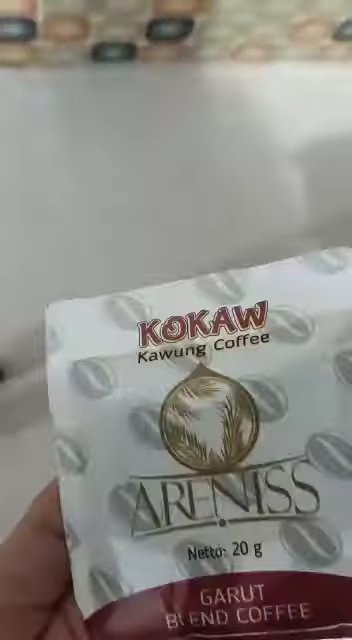 KOKAW
Kawung Coffee
ARENISS
Netto: 20 g
GARUT
BLEND COFFEE